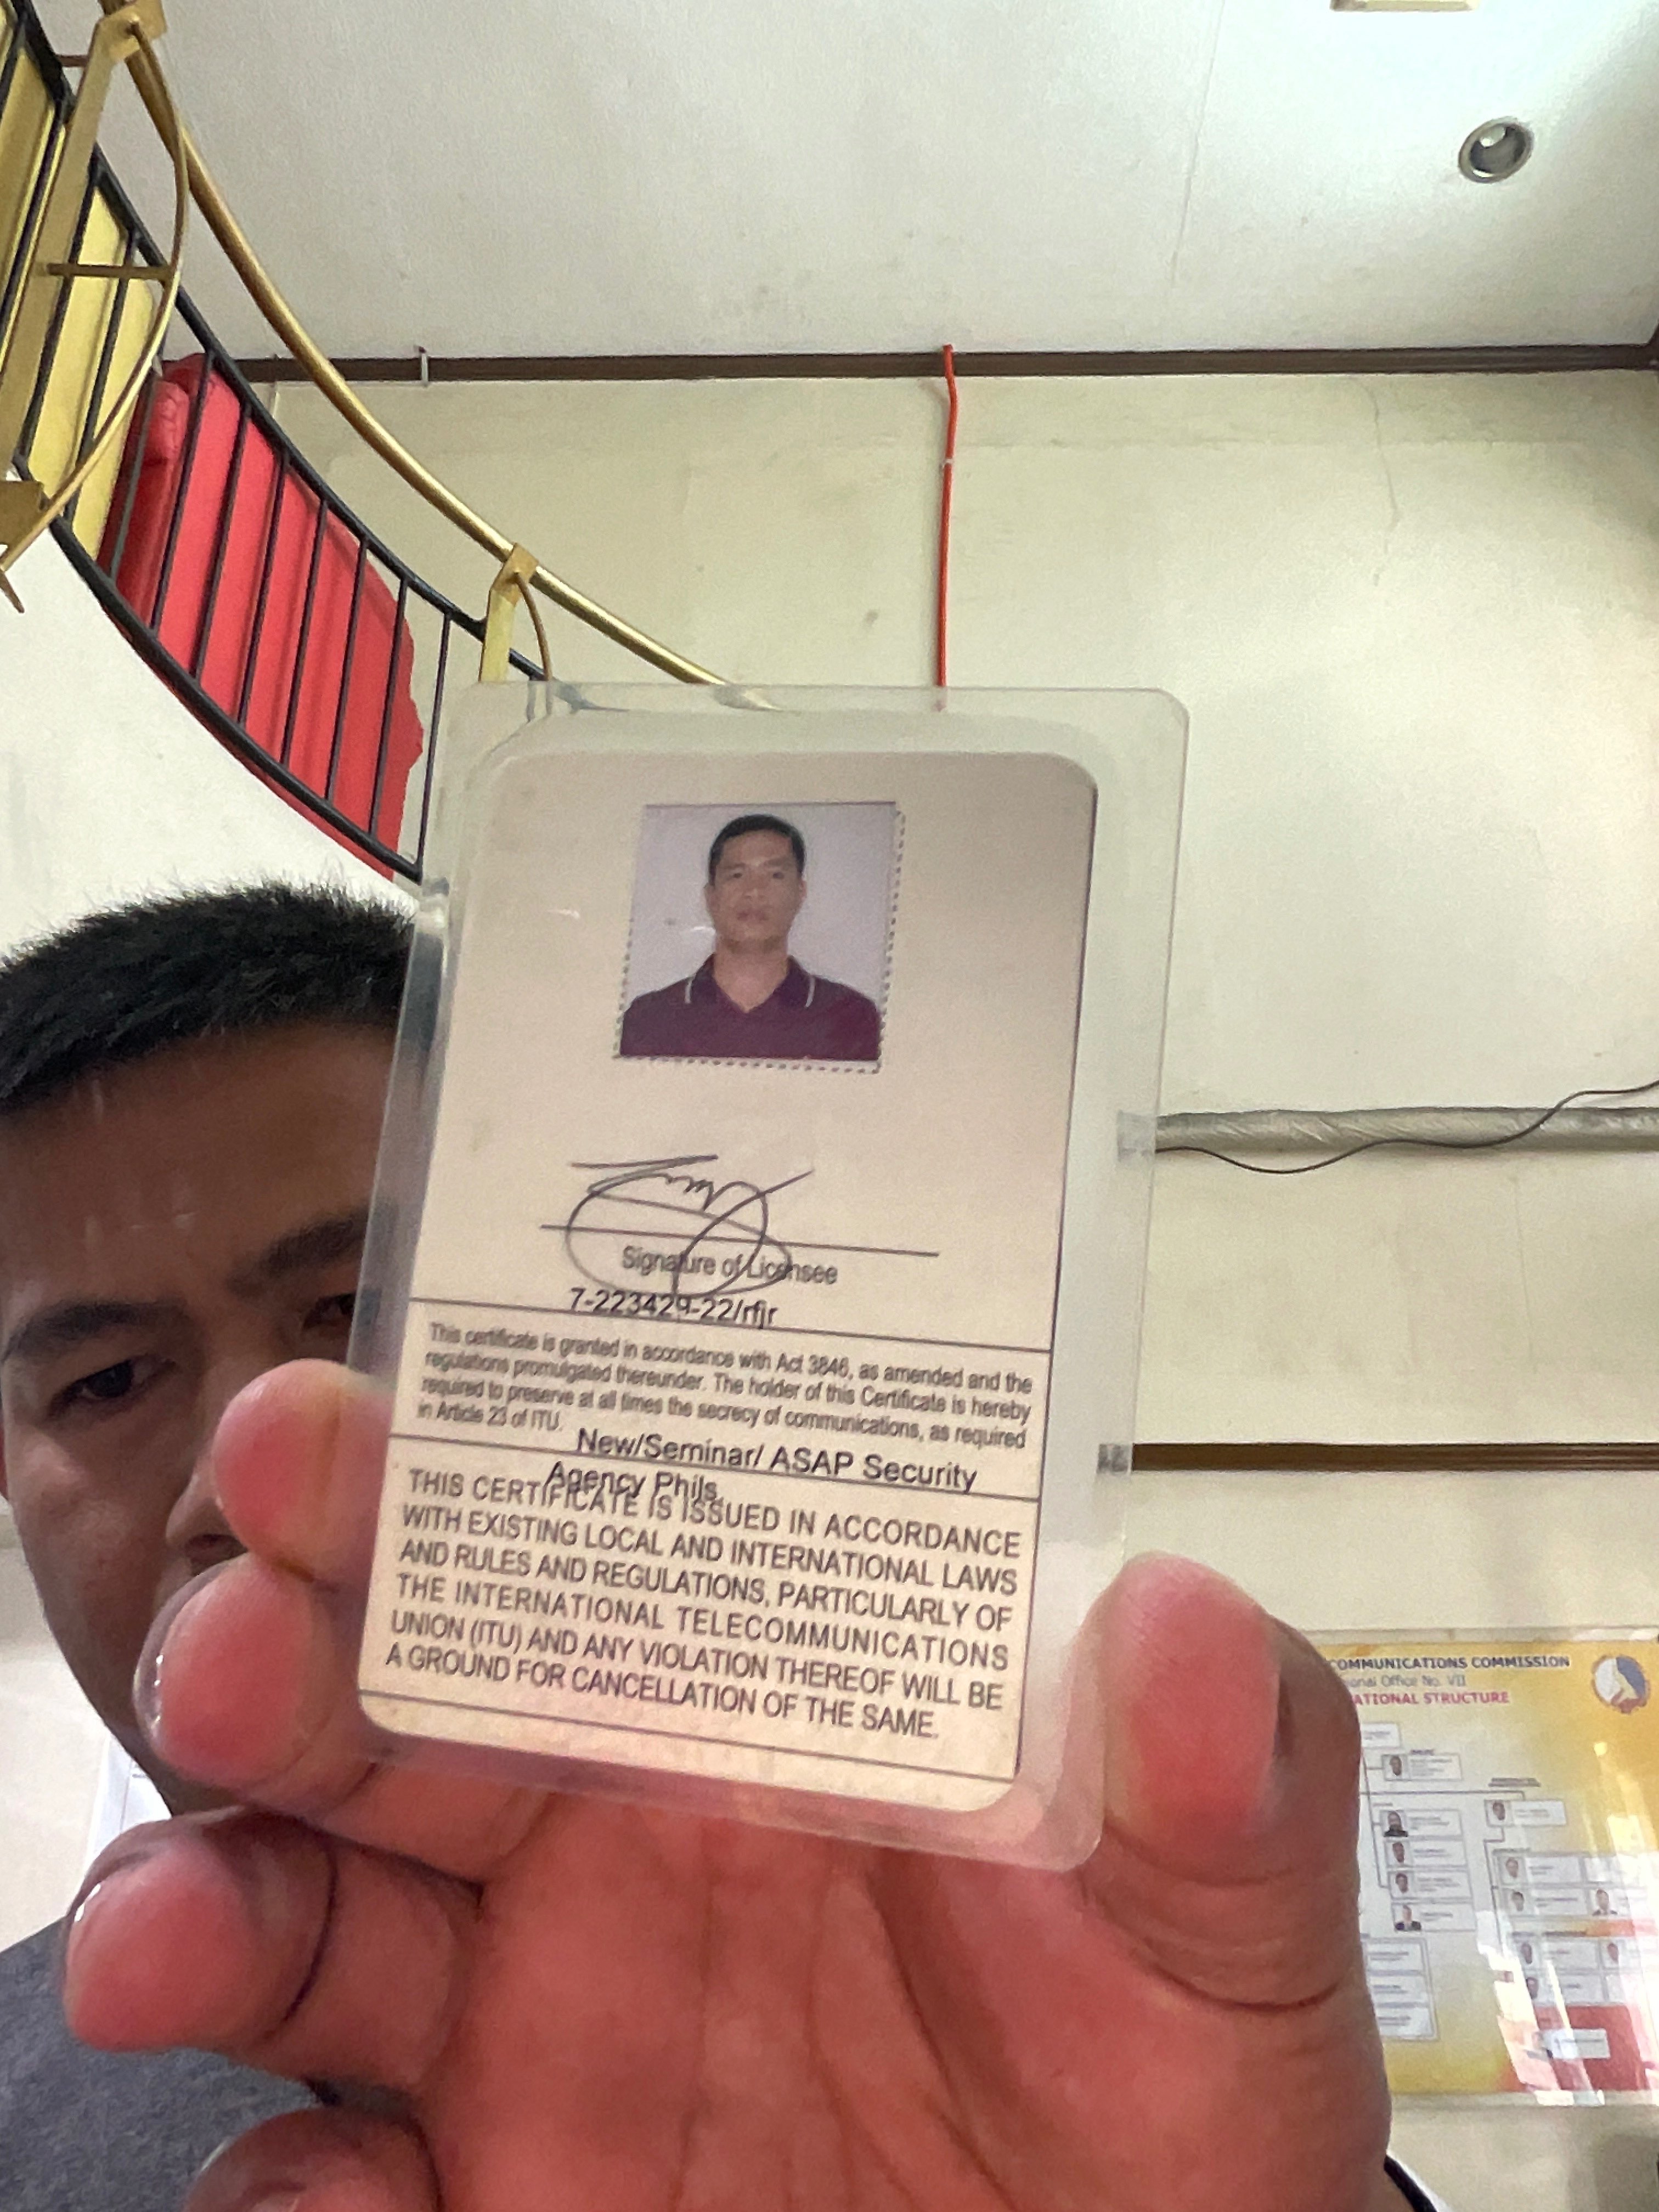 Signature of Licensee
7-223429-22/rfjr
This certificate is granted in accordance with Act 3846, as amended and the
regulations promulgated thereunder. The holder of this Certificate is hereby
required to preserve at all times the secrecy of communications, as required
in Article 23 of ITU.
New/Seminar/ ASAP Security
Agency Phils.
THIS CERTIFICATE IS ISSUED IN ACCORDANCE
WITH EXISTING LOCAL AND INTERNATIONAL LAWS
AND RULES AND REGULATIONS, PARTICULARLY OF
THE INTERNATIONAL TELECOMMUNICATIONS
UNION (ITU) AND ANY VIOLATION THEREOF WILL BE
A GROUND FOR CANCELLATION OF THE SAME.
COMMUNICATIONS COMMISSION
ional Office No. VII
ATIONAL STRUCTURE